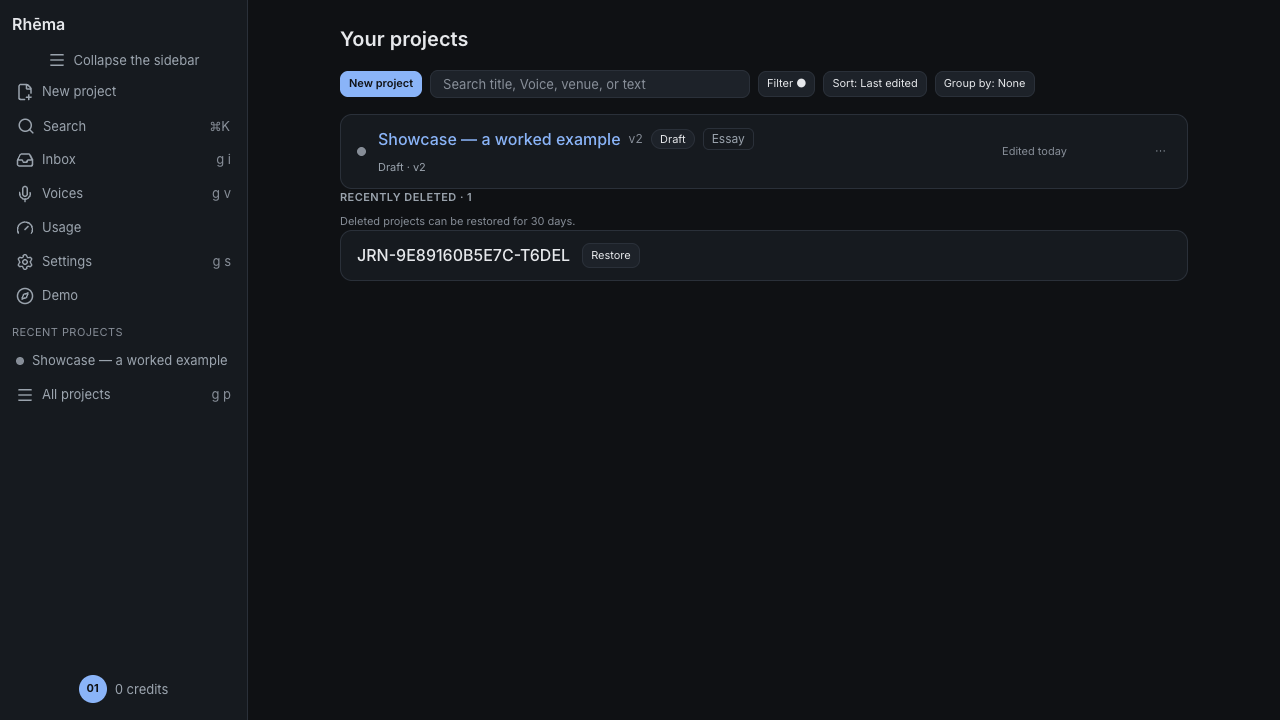 Rhēma
Collapse the sidebar
New project
Search ⌘K
Inbox g i
Voices g v
Usage
Settings g s
Demo
RECENT PROJECTS
Showcase — a worked example
All projects g p
01 0 credits
Your projects
New project Search title, Voice, venue, or text Filter Sort: Last edited Group by: None
Showcase — a worked example v2 Draft Essay
Draft · v2
Edited today ···
RECENTLY DELETED · 1
Deleted projects can be restored for 30 days.
JRN-9E89160B5E7C-T6DEL Restore